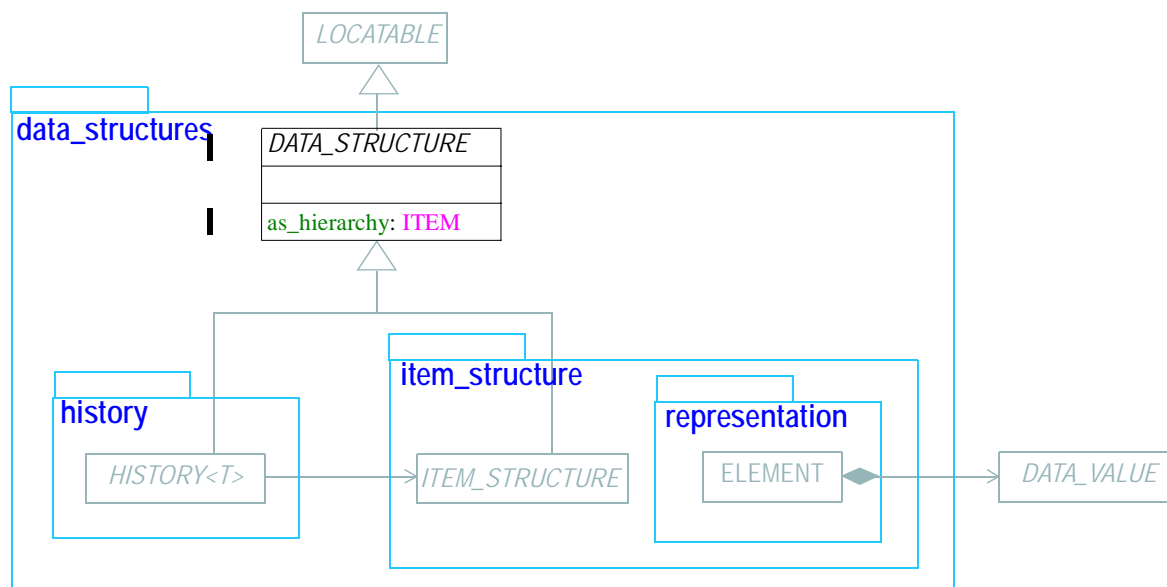 LOCATABLE
data_structures
DATA_STRUCTURE
as_hierarchy: ITEM
item_structure
history
representation
HISTORY<T>
ITEM_STRUCTURE
ELEMENT
DATA_VALUE